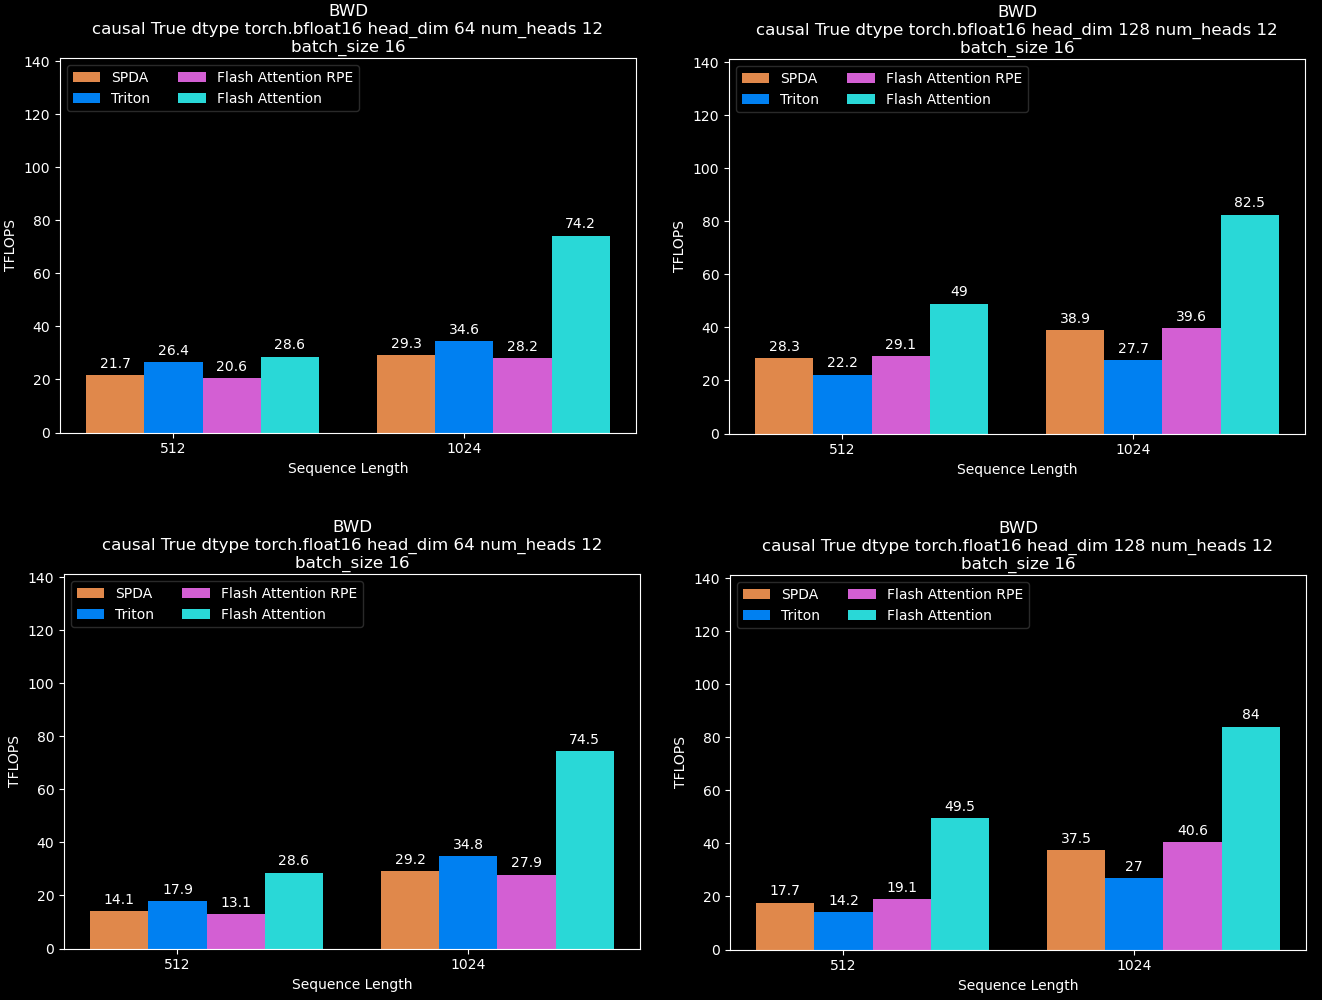 BWD
causal True dtype torch.bfloat16 head_dim 64 num_heads 12
batch_size 16
SPDA
Triton
Flash Attention RPE
Flash Attention
TFLOPS
140
120
100
80
60
40
20
0
21.7
26.4
20.6
28.6
29.3
34.6
28.2
74.2
512
1024
Sequence Length
BWD
causal True dtype torch.bfloat16 head_dim 128 num_heads 12
batch_size 16
SPDA
Triton
Flash Attention RPE
Flash Attention
TFLOPS
140
120
100
80
60
40
20
0
28.3
22.2
29.1
49
38.9
27.7
39.6
82.5
512
1024
Sequence Length
BWD
causal True dtype torch.float16 head_dim 64 num_heads 12
batch_size 16
SPDA
Triton
Flash Attention RPE
Flash Attention
TFLOPS
140
120
100
80
60
40
20
0
14.1
17.9
13.1
28.6
29.2
34.8
27.9
74.5
512
1024
Sequence Length
BWD
causal True dtype torch.float16 head_dim 128 num_heads 12
batch_size 16
SPDA
Triton
Flash Attention RPE
Flash Attention
TFLOPS
140
120
100
80
60
40
20
0
17.7
14.2
19.1
49.5
37.5
27
40.6
84
512
1024
Sequence Length